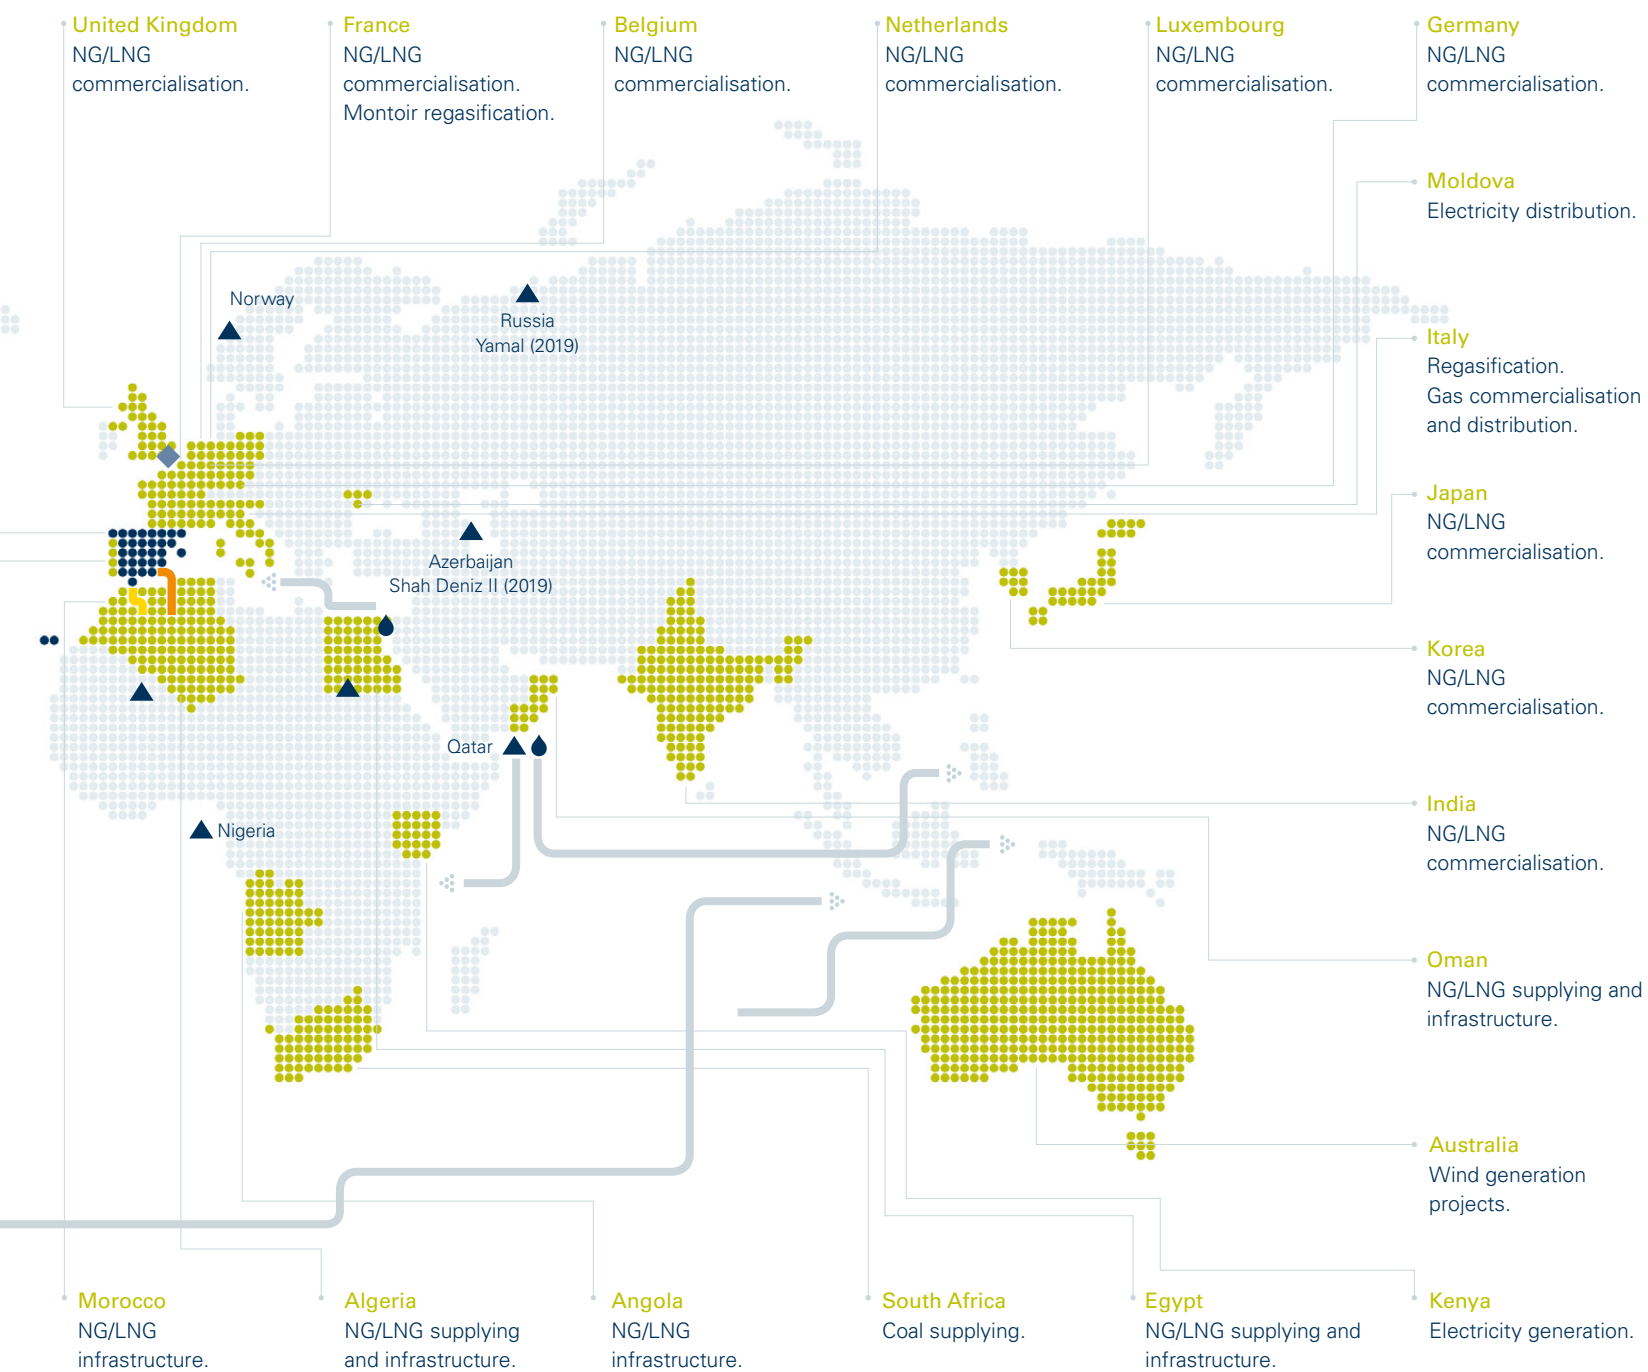 United Kingdom
NG/LNG
commercialisation.
France
NG/LNG
commercialisation.
Montoir regasification.
Belgium
NG/LNG
commercialisation.
Netherlands
NG/LNG
commercialisation.
Luxembourg
NG/LNG
commercialisation.
Germany
NG/LNG
commercialisation.
Moldova
Electricity distribution.
Norway
Russia
Yamal (2019)
Italy
Regasification.
Gas commercialisation
and distribution.
Japan
NG/LNG
commercialisation.
Azerbaijan
Shah Deniz II (2019)
Korea
NG/LNG
commercialisation.
Qatar
Nigeria
India
NG/LNG
commercialisation.
Oman
NG/LNG supplying and
infrastructure.
Australia
Wind generation
projects.
Morocco
NG/LNG
infrastructure.
Algeria
NG/LNG supplying
and infrastructure.
Angola
NG/LNG
infrastructure.
South Africa
Coal supplying.
Egypt
NG/LNG supplying and
infrastructure.
Kenya
Electricity generation.